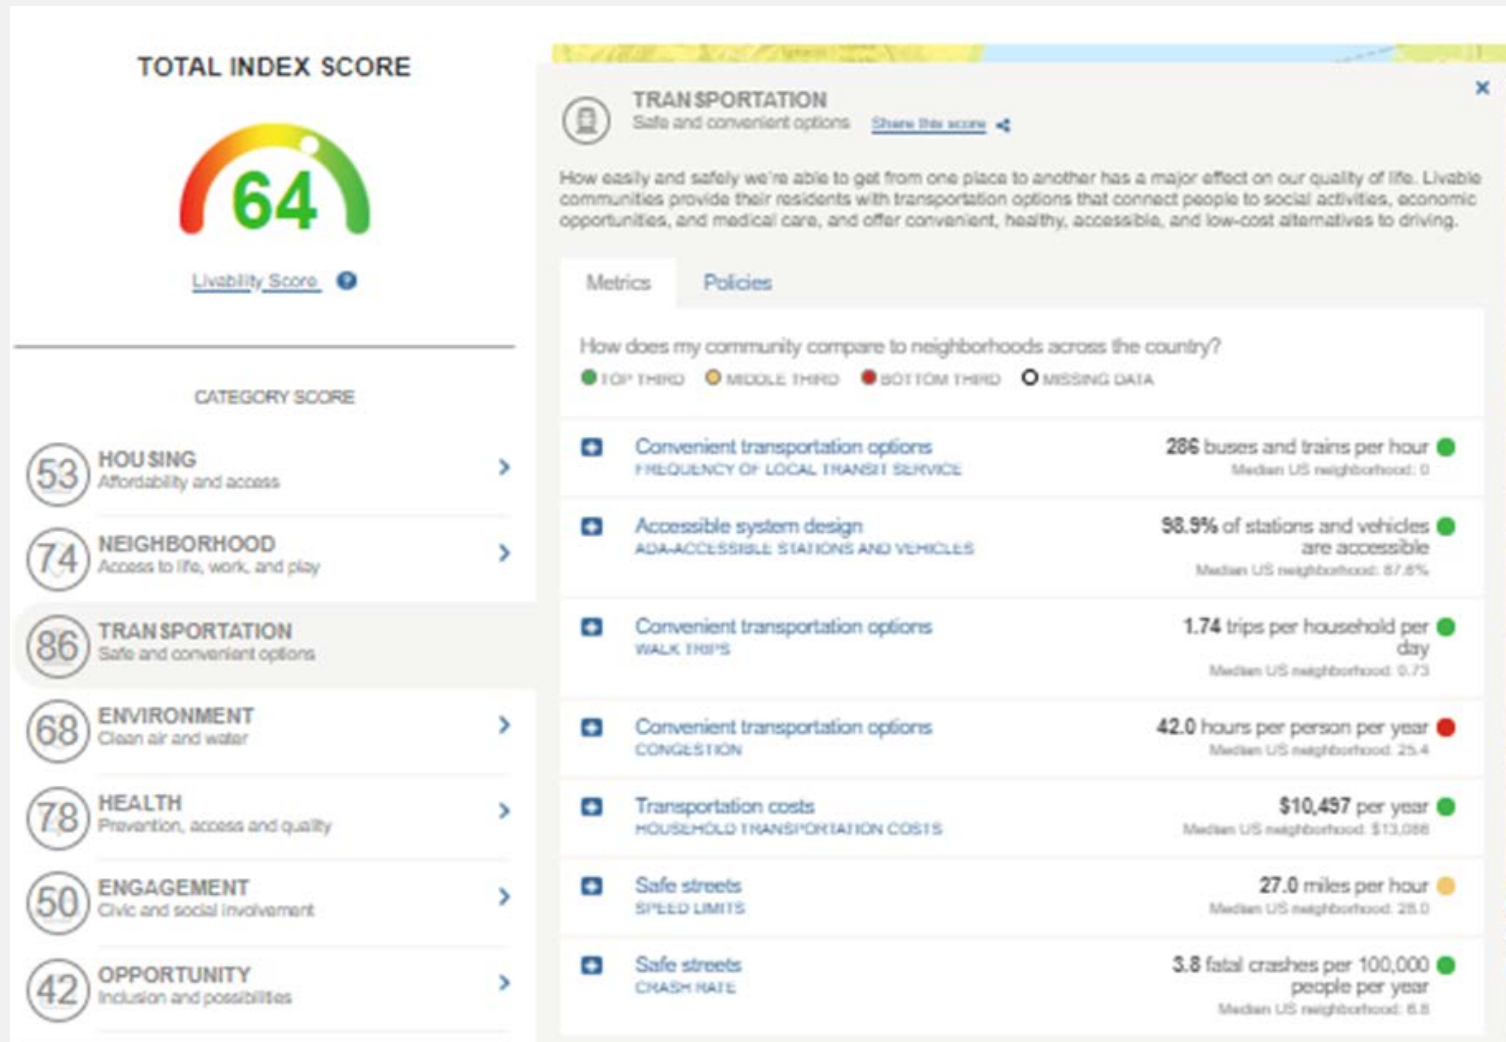 TOTAL INDEX SCORE
64
Livability Score ?
CATEGORY SCORE
53
HOUSING
Affordability and access
74
NEIGHBORHOOD
Access to life, work, and play
86
TRANSPORTATION
Safe and convenient options
68
ENVIRONMENT
Clean air and water
78
HEALTH
Prevention, access and quality
50
ENGAGEMENT
Civic and social involvement
42
OPPORTUNITY
Inclusion and possibilities
TRANSPORTATION
Safe and convenient options Share this score
How easily and safely we're able to get from one place to another has a major effect on our quality of life. Livable
communities provide their residents with transportation options that connect people to social activities, economic
opportunities, and medical care, and offer convenient, healthy, accessible, and low-cost alternatives to driving.
Metrics Policies
How does my community compare to neighborhoods across the country?
TOP THIRD MIDDLE THIRD BOTTOM THIRD MISSING DATA
Convenient transportation options
FREQUENCY OF LOCAL TRANSIT SERVICE
286 buses and trains per hour
Median US neighborhood: 0
Accessible system design
ADA-ACCESSIBLE STATIONS AND VEHICLES
98.9% of stations and vehicles
are accessible
Median US neighborhood: 87.6%
Convenient transportation options
WALK TRIPS
1.74 trips per household per
day
Median US neighborhood: 0.73
Convenient transportation options
CONGESTION
42.0 hours per person per year
Median US neighborhood: 25.4
Transportation costs
HOUSEHOLD TRANSPORTATION COSTS
$10,497 per year
Median US neighborhood: $13,086
Safe streets
SPEED LIMITS
27.0 miles per hour
Median US neighborhood: 28.0
Safe streets
CRASH RATE
3.8 fatal crashes per 100,000
people per year
Median US neighborhood: 6.8